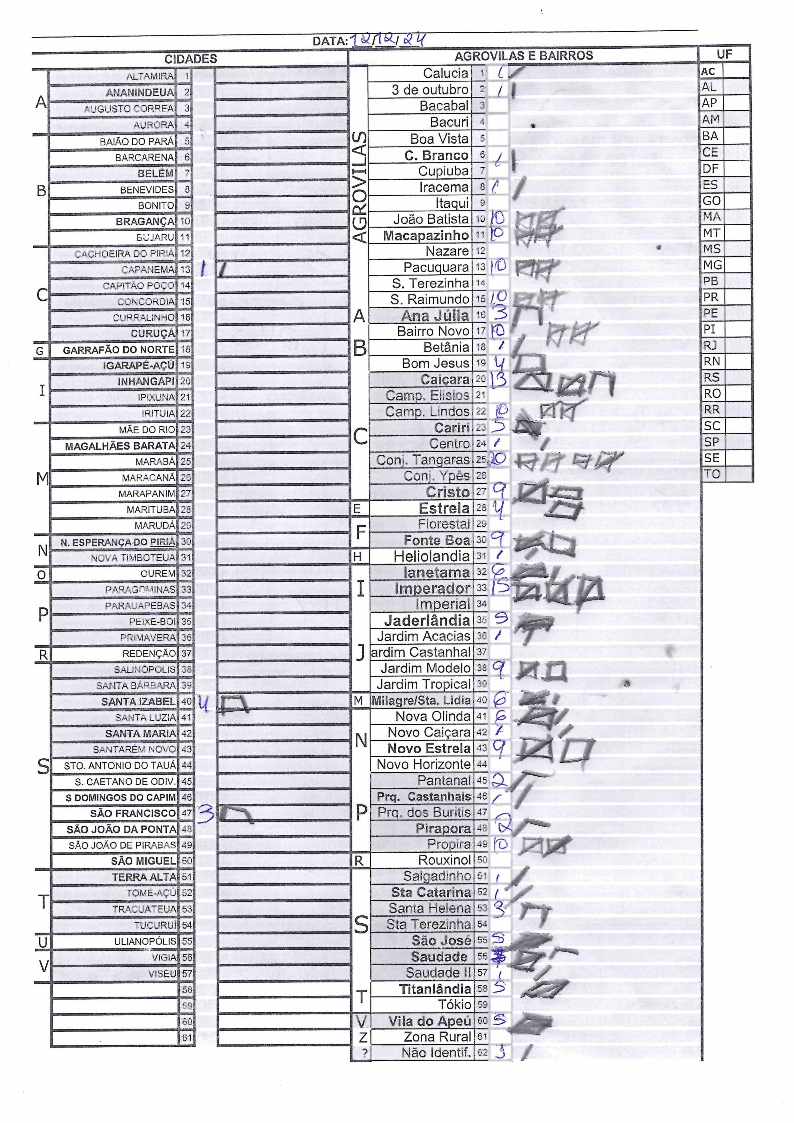 DATA: 12/12/24
CIDADES
A
ALTAMIRA 1
ANANINDEUA 2
AUGUSTO CORREA 3
AURORA 4
B
BAIÃO DO PARÁ 5
BARCARENA 6
BELÉM 7
BENEVIDES 8
BONITO 9
BRAGANÇA 10
BUJARU 11
C
CACHOEIRA DO PIRIA 12
CAPANEMA 13 1
CAPITÃO POÇO 14
CONCORDIA 15
CURRALINHO 16
CURUÇA 17
G GARRAFÃO DO NORTE 18
I
IGARAPÉ-AÇÚ 19
INHANGAPI 20
IPIXUNA 21
IRITUIA 22
M
MÃE DO RIO 23
MAGALHÃES BARATA 24
MARABÁ 25
MARACANÃ 26
MARAPANIM 27
MARITUBA 28
MARUDÁ 29
N
N. ESPERANÇA DO PIRIÁ 30
NOVA TIMBOTEUA 31
O OUREM 32
P
PARAGOMINAS 33
PARAUAPEBAS 34
PEIXE-BOI 35
PRIMAVERA 36
R REDENÇÃO 37
S
SALINÓPOLIS 38
SANTA BÁRBARA 39
SANTA IZABEL 40 4
SANTA LUZIA 41
SANTA MARIA 42
SANTARÉM NOVO 43
STO. ANTONIO DO TAUÁ 44
S. CAETANO DE ODIV. 45
S DOMINGOS DO CAPIM 46
SÃO FRANCISCO 47 3
SÃO JOÃO DA PONTA 48
SÃO JOÃO DE PIRABAS 49
SÃO MIGUEL 50
T
TERRA ALTA 51
TOMÉ-AÇÚ 52
TRACUATEUA 53
TUCURUI 54
U ULIANOPÓLIS 55
V
VIGIA 56
VISEU 57
58
59
60
61
AGROVILAS E BAIRROS
AGROVILAS
Calucia 1 1
3 de outubro 2 1
Bacabal 3
Bacuri 4
Boa Vista 5
C. Branco 6 1
Cupiuba 7
Iracema 8 1
Itaqui 9
João Batista 10 10
Macapazinho 11 10
Nazare 12
Pacuquara 13 10
S. Terezinha 14
S. Raimundo 15 10
A Ana Júlia 16 3
B
Bairro Novo 17 10
Betânia 18 1
Bom Jesus 19 4
C
Caiçara 20 13
Camp. Elisios 21
Camp. Lindos 22 10
Cariri 23 5
Centro 24 1
Conj. Tangaras 25 20
Conj. Ypês 26
Cristo 27 9
E Estrela 28 4
F
Florestal 29
Fonte Boa 30 9
H Heliolandia 31 1
I
Ianetama 32 6
Imperador 33 15
Imperial 34
J
Jaderlândia 35 5
Jardim Acacias 36 1
ardim Castanhal 37
Jardim Modelo 38 9
Jardim Tropical 39
M Milagre/Sta. Lidia 40 6
N
Nova Olinda 41 6
Novo Caiçara 42 1
Novo Estrela 43 9
Novo Horizonte 44
P
Pantanal 45 2
Prq. Castanhais 46 1
Prq. dos Buritis 47
Pirapora 48 2
Propira 49 10
R Rouxinol 50
S
Salgadinho 51 1
Sta Catarina 52 1
Santa Helena 53 3
Sta Terezinha 54
São José 55 5
Saudade 56
Saudade II 57 1
T
Titanlândia 58 5
Tókio 59
V Vila do Apeú 60 5
Z Zona Rural 61
? Não Identif. 62
UF
AC
AL
AP
AM
BA
CE
DF
ES
GO
MA
MT
MS
MG
PB
PR
PE
PI
RJ
RN
RS
RO
RR
SC
SP
SE
TO